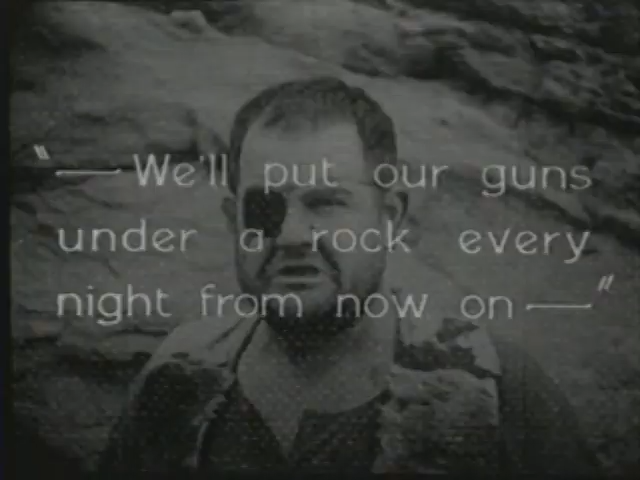 "—We'll put our guns
under a rock every
night from now on—"